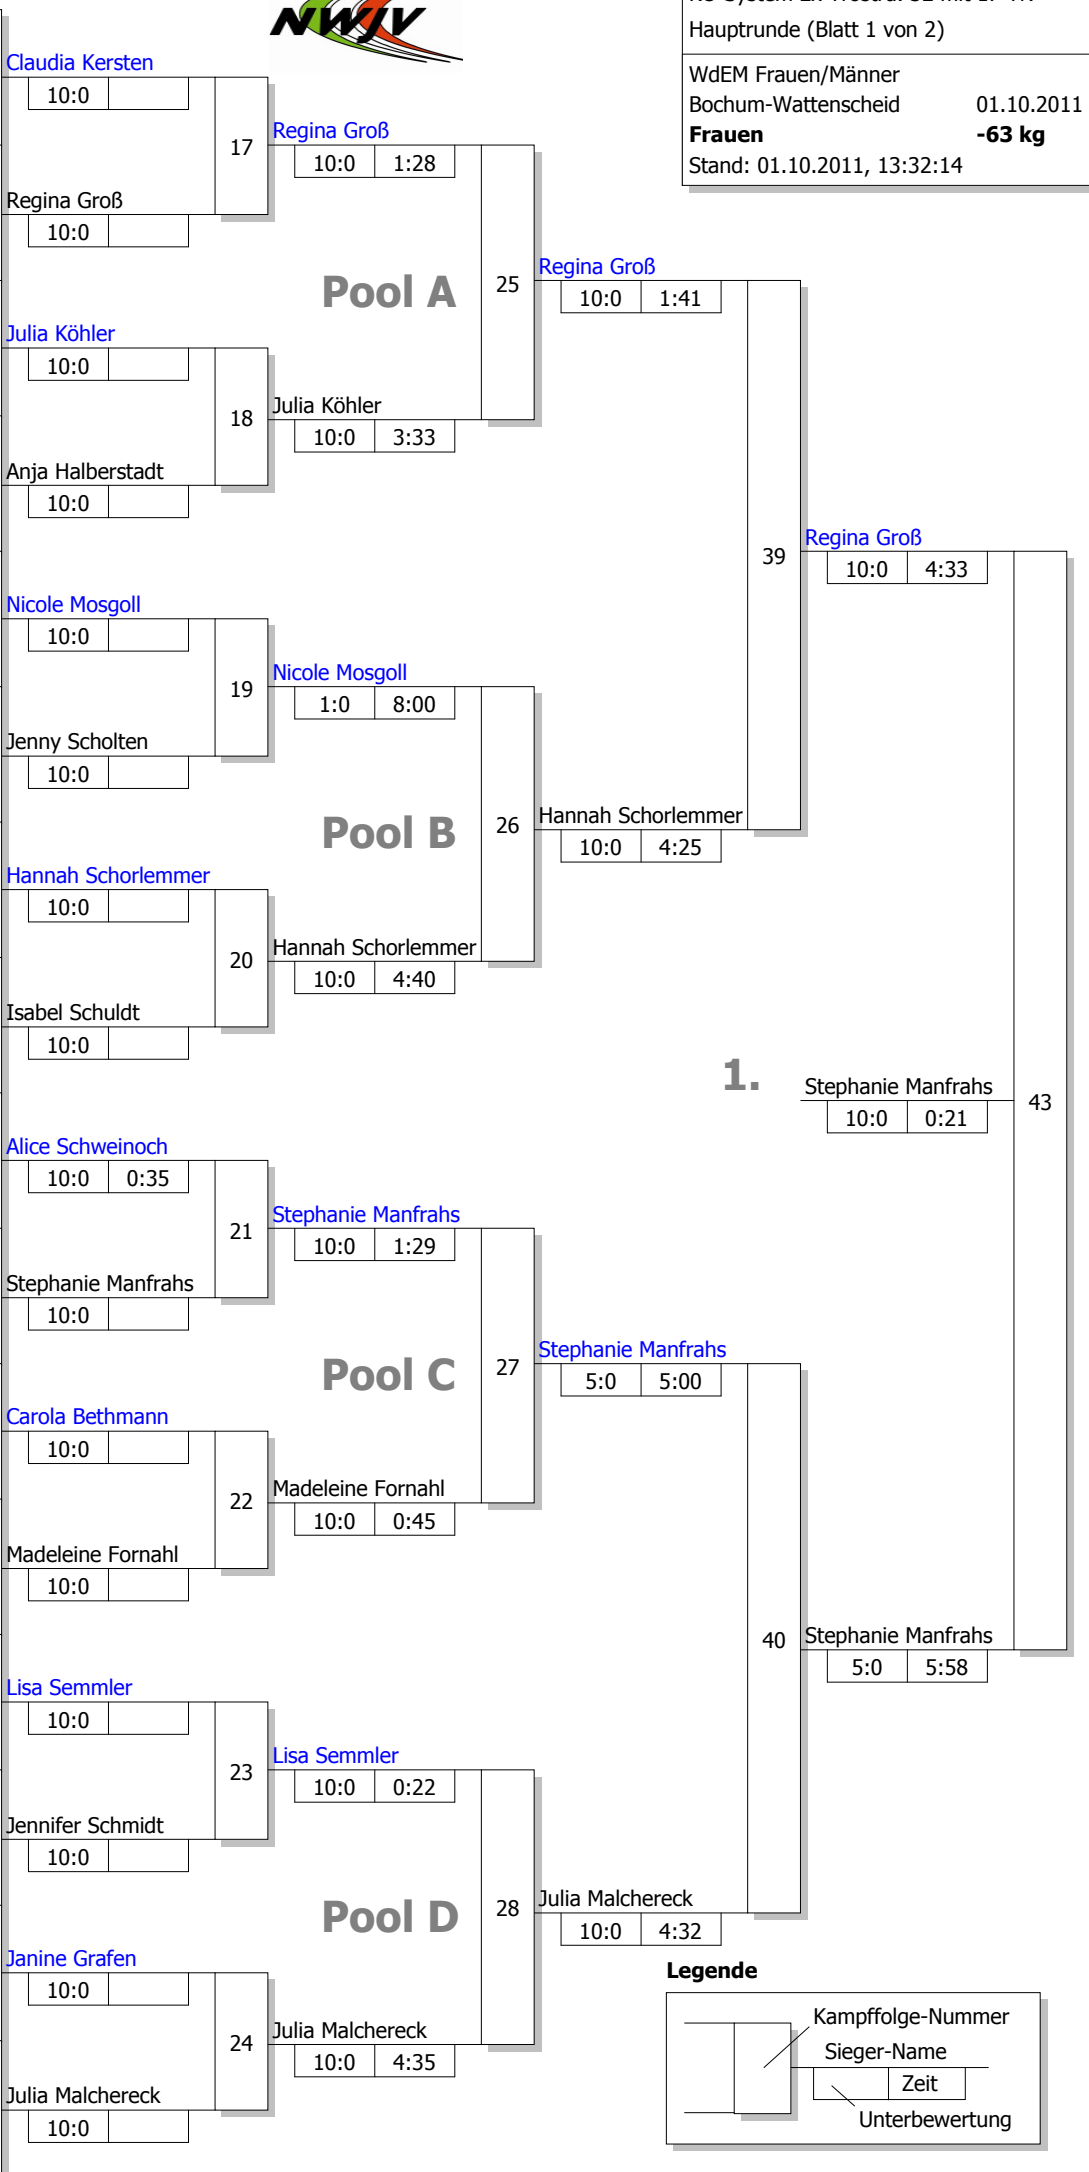 NWJV
Hauptrunde (Blatt 1 von 2)
WdEM Frauen/Männer
Bochum-Wattenscheid 01.10.2011
Frauen -63 kg
Stand: 01.10.2011, 13:32:14
Claudia Kersten
10:0
17
Regina Groß
10:0 1:28
Regina Groß
10:0
Pool A
25
Regina Groß
10:0 1:41
Julia Köhler
10:0
18
Julia Köhler
10:0 3:33
Anja Halberstadt
10:0
39
Regina Groß
10:0 4:33
Nicole Mosgoll
10:0
19
Nicole Mosgoll
1:0 8:00
Jenny Scholten
10:0
Pool B
26
Hannah Schorlemmer
10:0 4:25
Hannah Schorlemmer
10:0
20
Hannah Schorlemmer
10:0 4:40
Isabel Schuldt
10:0
1.
Stephanie Manfrahs
10:0 0:21
43
Alice Schweinoch
10:0 0:35
21
Stephanie Manfrahs
10:0 1:29
Stephanie Manfrahs
10:0
Pool C
27
Stephanie Manfrahs
5:0 5:00
Carola Bethmann
10:0
22
Madeleine Fornahl
10:0 0:45
Madeleine Fornahl
10:0
40
Stephanie Manfrahs
5:0 5:58
Lisa Semmler
10:0
23
Lisa Semmler
10:0 0:22
Jennifer Schmidt
10:0
Pool D
28
Julia Malchereck
10:0 4:32
Janine Grafen
10:0
24
Julia Malchereck
10:0 4:35
Julia Malchereck
10:0
Legende
Kampffolge-Nummer
Sieger-Name
Zeit
Unterbewertung